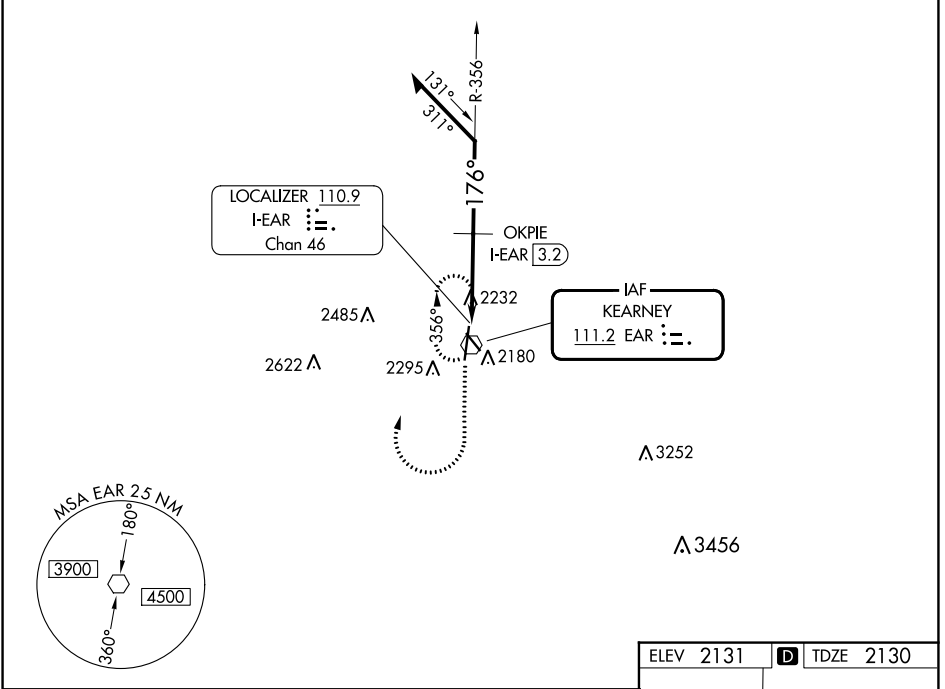 R-356
131°
311°
176°
LOCALIZER 110.9
I-EAR
Chan 46
OKPIE
I-EAR 3.2
2232
IAF
KEARNEY
111.2 EAR
2485
356°
2622
2295
2180
3252
3456
MSA EAR 25 NM
180°
3900
4500
360°
ELEV 2131 D TDZE 2130